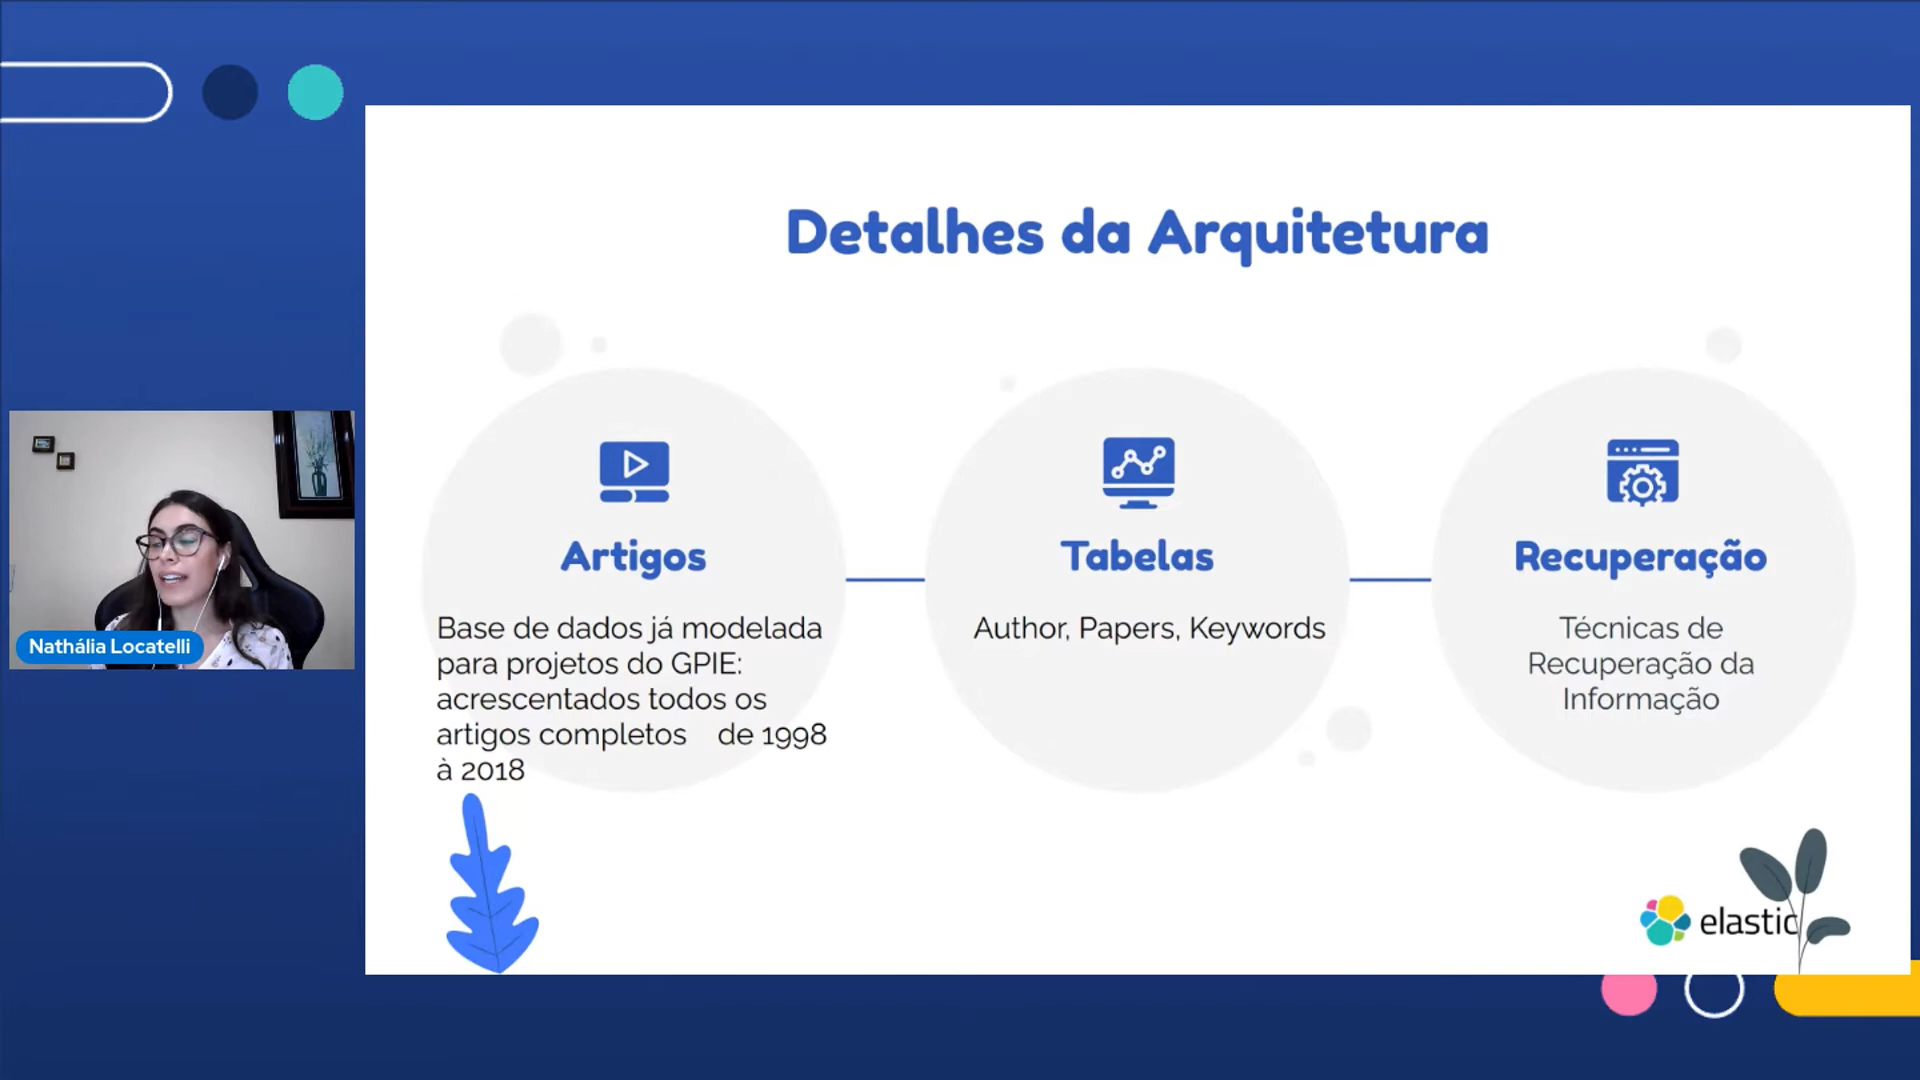 Detalhes da Arquitetura
Artigos
Base de dados já modelada
para projetos do GPIE:
acrescentados todos os
artigos completos de 1998
à 2018
Tabelas
Author, Papers, Keywords
Recuperação
Técnicas de
Recuperação da
Informação
Nathália Locatelli
elastic